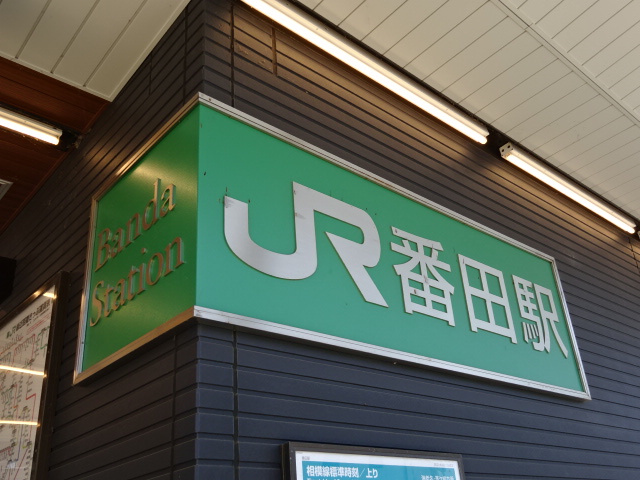 Banda
Station
JR番田駅
相模線標準時刻／上り